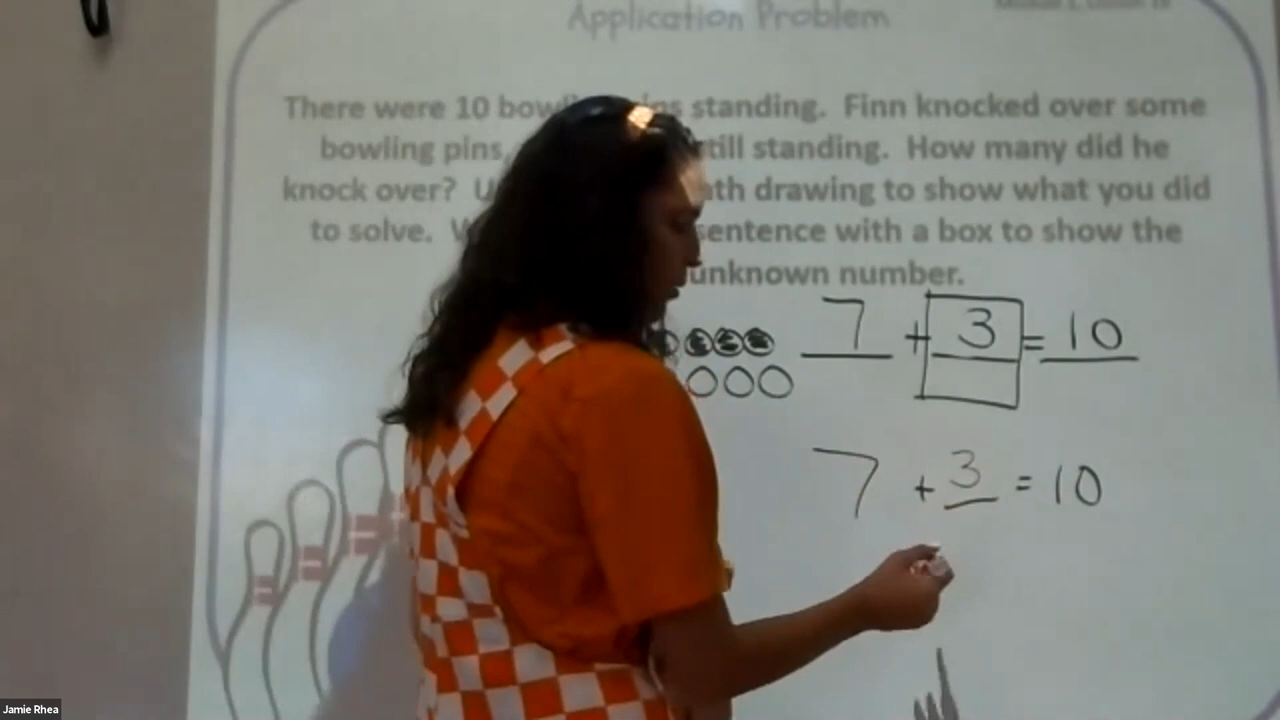 Application Problem
There were 10 standing. Finn knocked over some
bowling pins, still standing. How many did he
knock over? math drawing to show what you did
to solve. sentence with a box to show the
unknown number.
7 + 3 = 10
7 + 3 = 10
Jamie Rhea